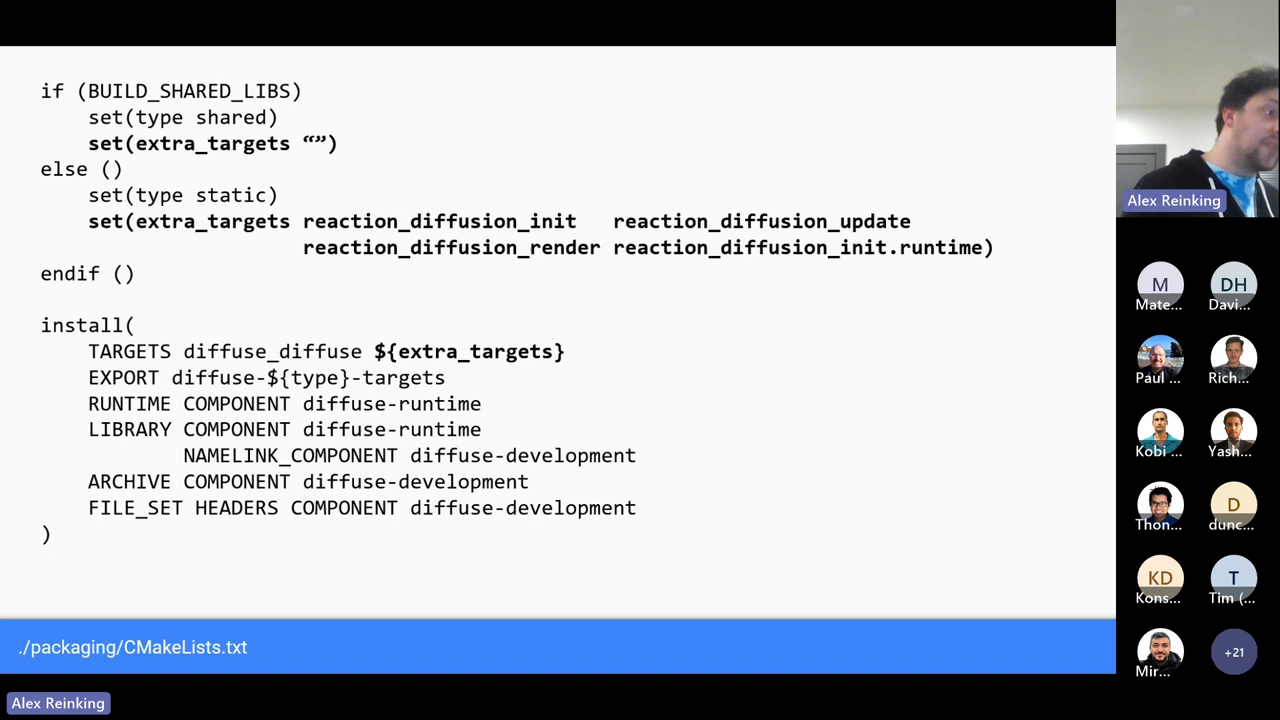 if (BUILD_SHARED_LIBS)
    set(type shared)
    set(extra_targets “”)
else ()
    set(type static)
    set(extra_targets reaction_diffusion_init   reaction_diffusion_update
                      reaction_diffusion_render reaction_diffusion_init.runtime)
endif ()
install(
    TARGETS diffuse_diffuse ${extra_targets}
    EXPORT diffuse-${type}-targets
    RUNTIME COMPONENT diffuse-runtime
    LIBRARY COMPONENT diffuse-runtime
            NAMELINK_COMPONENT diffuse-development
    ARCHIVE COMPONENT diffuse-development
    FILE_SET HEADERS COMPONENT diffuse-development
)
./packaging/CMakeLists.txt
Alex Reinking
Alex Reinking
M DH
Mate... Davi...
Paul ... Rich...
Kobi ... Yash...
D
Thon... dunc...
KD T
Kons... Tim (...
Mir... +21